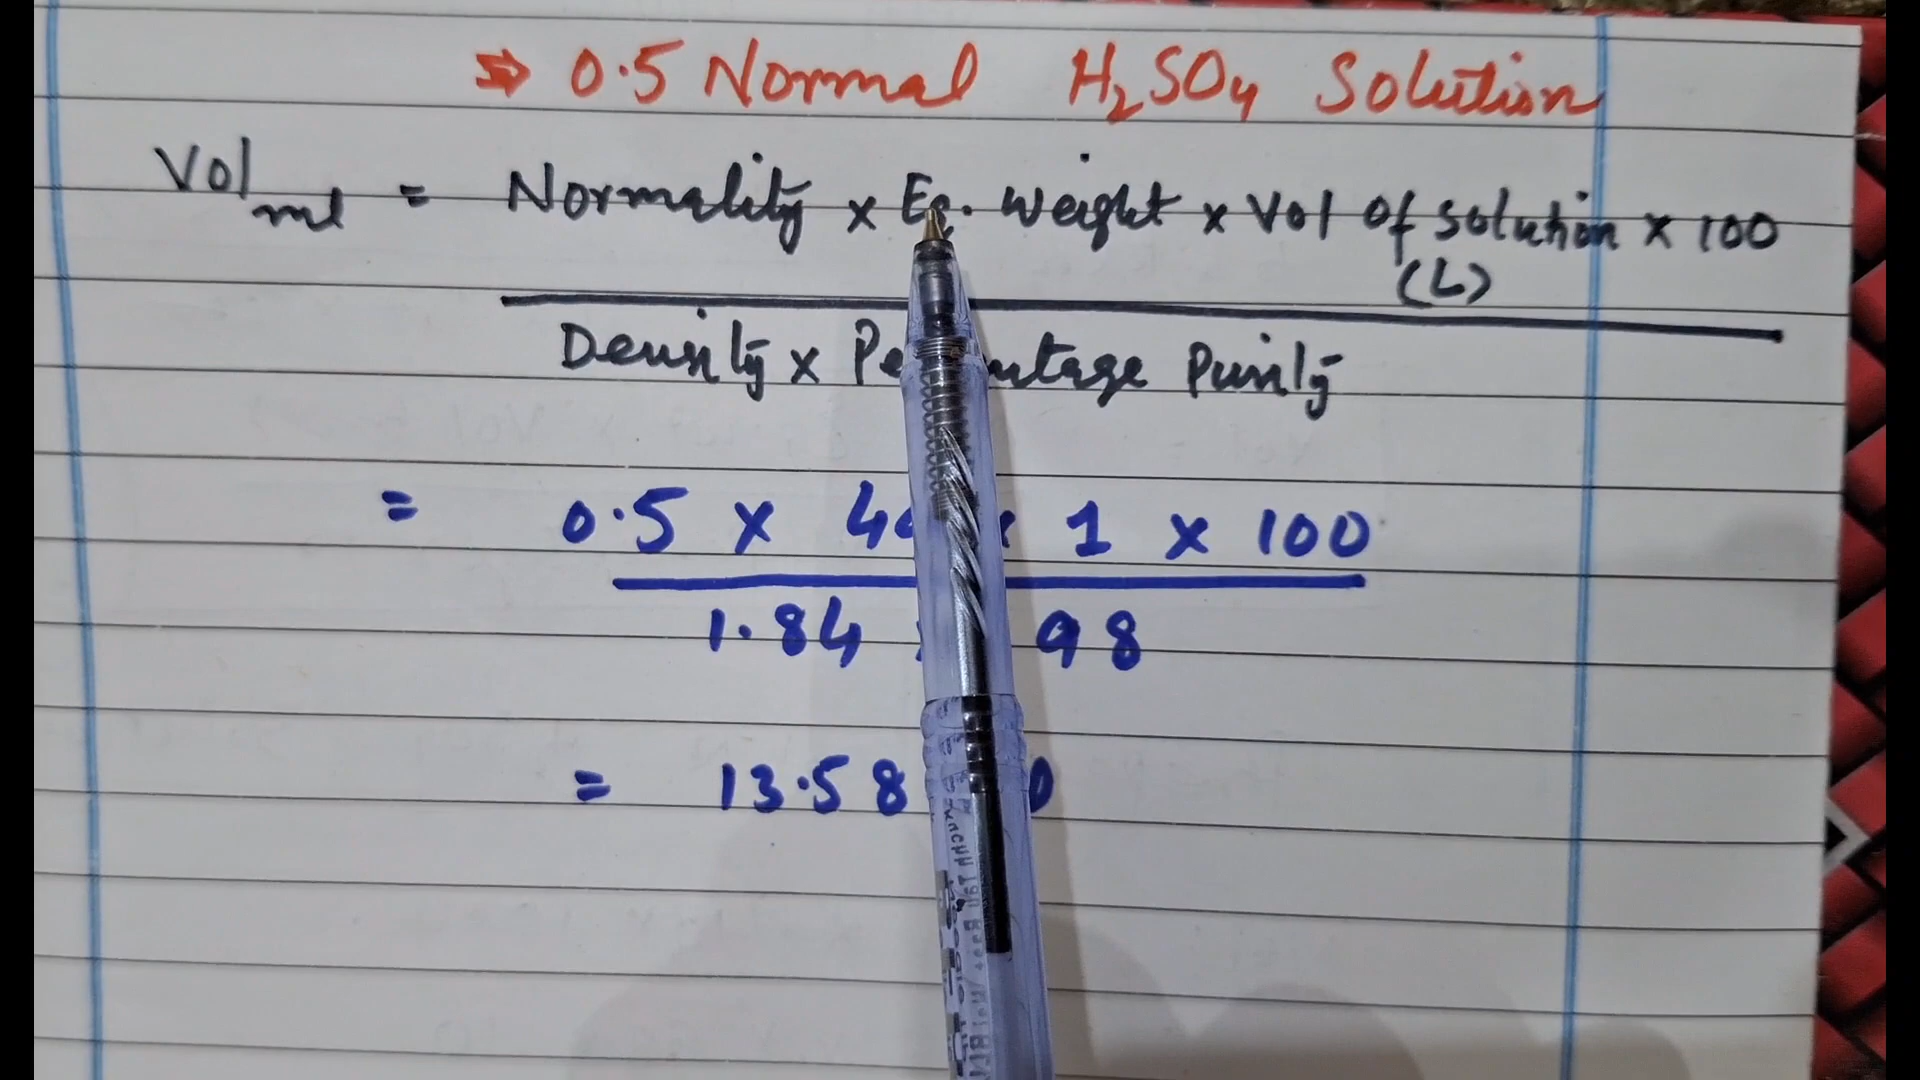 ⇒ 0.5 Normal H₂SO₄ Solution
Vol ml = Normality x Eq. weight x Vol of solution x 100
(L)
Density x Percentage Purity
= 0.5 x x 1 x 100
1.84 x 98
= 13.58